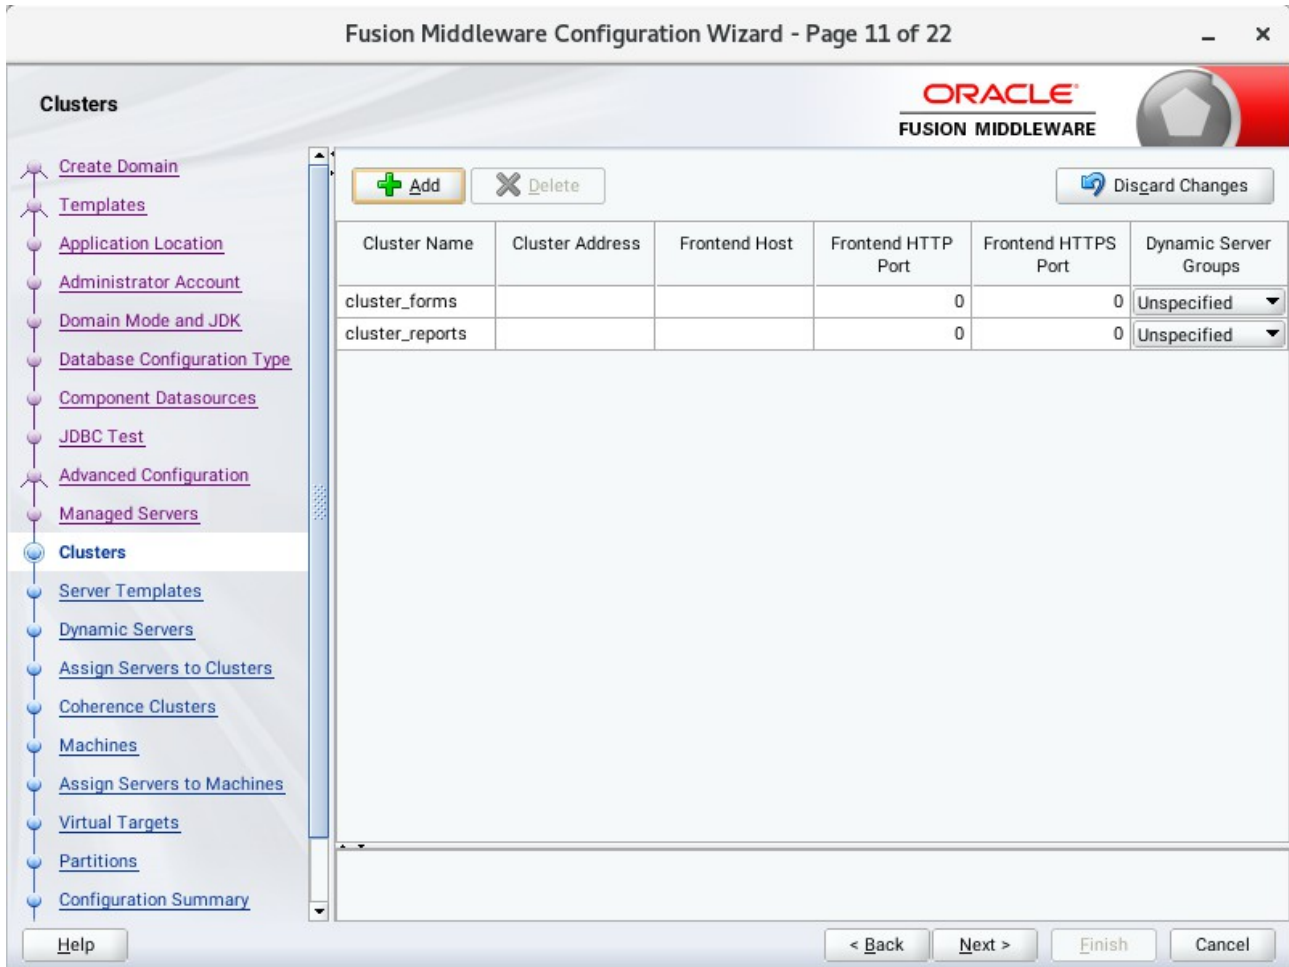 Fusion Middleware Configuration Wizard - Page 11 of 22
Clusters
ORACLE
FUSION MIDDLEWARE
Create Domain
Templates
Application Location
Administrator Account
Domain Mode and JDK
Database Configuration Type
Component Datasources
JDBC Test
Advanced Configuration
Managed Servers
Clusters
Server Templates
Dynamic Servers
Assign Servers to Clusters
Coherence Clusters
Machines
Assign Servers to Machines
Virtual Targets
Partitions
Configuration Summary
Add Delete Discard Changes
Cluster Name Cluster Address Frontend Host Frontend HTTP Port Frontend HTTPS Port Dynamic Server Groups
cluster_forms 0 0 Unspecified
cluster_reports 0 0 Unspecified
Help < Back Next > Finish Cancel